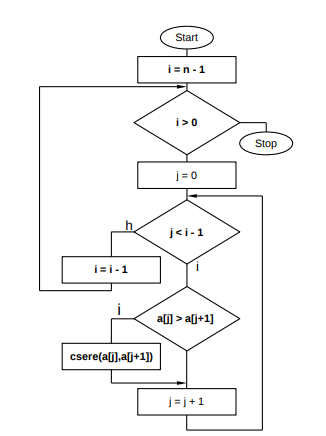 Start
i = n - 1
i > 0
Stop
j = 0
j < i - 1
h
i
i = i - 1
a[j] > a[j+1]
i
csere(a[j],a[j+1])
j = j + 1